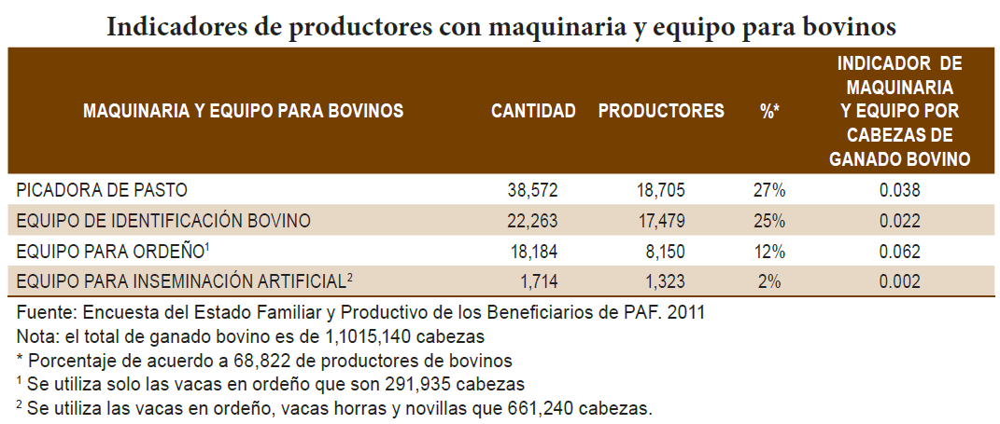 Indicadores de productores con maquinaria y equipo para bovinos
MAQUINARIA Y EQUIPO PARA BOVINOS CANTIDAD PRODUCTORES %* INDICADOR DE MAQUINARIA Y EQUIPO POR CABEZAS DE GANADO BOVINO
PICADORA DE PASTO 38,572 18,705 27% 0.038
EQUIPO DE IDENTIFICACIÓN BOVINO 22,263 17,479 25% 0.022
EQUIPO PARA ORDEÑO¹ 18,184 8,150 12% 0.062
EQUIPO PARA INSEMINACIÓN ARTIFICIAL² 1,714 1,323 2% 0.002
Fuente: Encuesta del Estado Familiar y Productivo de los Beneficiarios de PAF. 2011
Nota: el total de ganado bovino es de 1,1015,140 cabezas
* Porcentaje de acuerdo a 68,822 de productores de bovinos
¹ Se utiliza solo las vacas en ordeño que son 291,935 cabezas
² Se utiliza las vacas en ordeño, vacas horras y novillas que 661,240 cabezas.